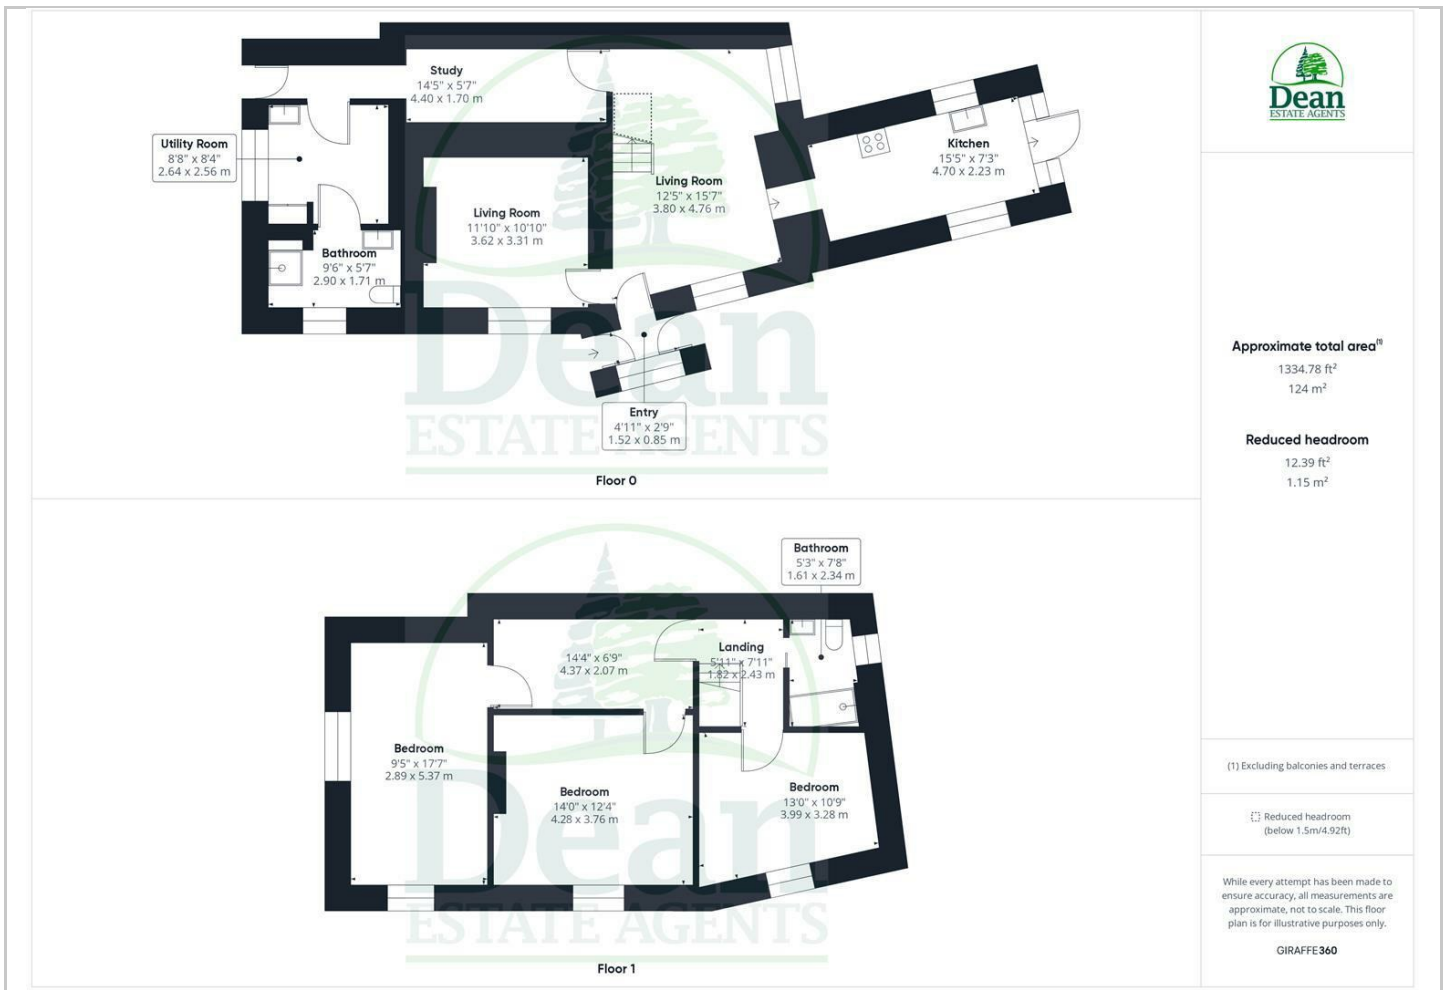 Study
14'5" x 5'7"
4.40 x 1.70 m
Utility Room
8'8" x 8'4"
2.64 x 2.56 m
Bathroom
9'6" x 5'7"
2.90 x 1.71 m
Living Room
11'10" x 10'10"
3.62 x 3.31 m
Living Room
12'5" x 15'7"
3.80 x 4.76 m
Kitchen
15'5" x 7'3"
4.70 x 2.23 m
Entry
4'11" x 2'9"
1.52 x 0.85 m
Dean
ESTATE AGENTS
Floor 0
Bathroom
5'3" x 7'8"
1.61 x 2.34 m
Landing
5'11" x 7'11"
1.82 x 2.43 m
14'4" x 6'9"
4.37 x 2.07 m
Bedroom
9'5" x 17'7"
2.89 x 5.37 m
Bedroom
14'0" x 12'4"
4.28 x 3.76 m
Bedroom
13'0" x 10'9"
3.99 x 3.28 m
Dean
ESTATE AGENTS
Floor 1
Dean
ESTATE AGENTS
Approximate total area(1)
1334.78 ft²
124 m²
Reduced headroom
12.39 ft²
1.15 m²
(1) Excluding balconies and terraces
Reduced headroom
(below 1.5m/4.92ft)
While every attempt has been made to
ensure accuracy, all measurements are
approximate, not to scale. This floor
plan is for illustrative purposes only.
GIRAFFE360